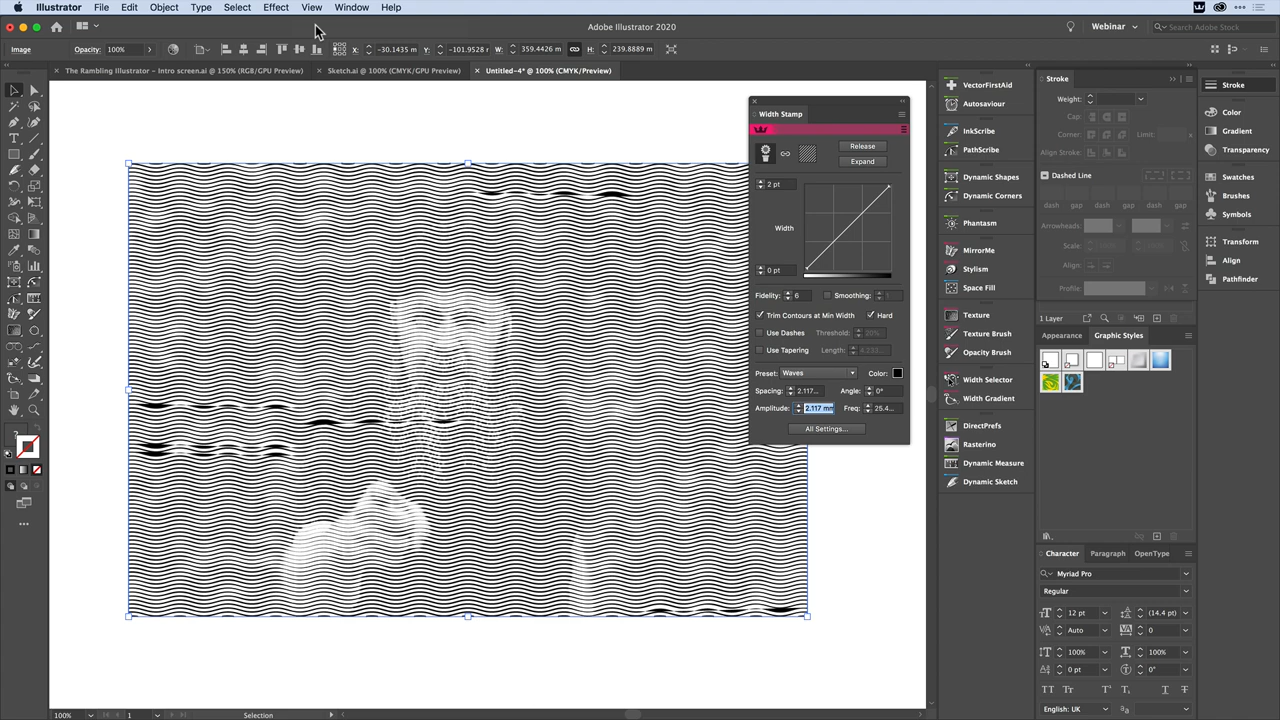 Illustrator File Edit Object Type Select Effect View Window Help
Adobe Illustrator 2020
Webinar
Search Adobe Stock
Image
Opacity: 100%
X: -30.1435 m
Y: -101.9528 r
W: 359.4426 m
H: 239.8889 m
The Rambling Illustrator – Intro screen.ai @ 150% (RGB/GPU Preview)
Sketch.ai @ 100% (CMYK/GPU Preview)
Untitled-4* @ 100% (CMYK/Preview)
Width Stamp
Release
Expand
2 pt
Width
0 pt
Fidelity: 6
Smoothing:
Trim Contours at Min Width
Hard
Use Dashes
Threshold: 20%
Use Tapering
Length:
Preset: Waves
Color:
Spacing: 2.117...
Angle: 0°
Amplitude: 2.117 mm
Freq: 25.4...
All Settings...
VectorFirstAid
Autosaviour
InkScribe
PathScribe
Dynamic Shapes
Dynamic Corners
Phantasm
MirrorMe
Stylism
Space Fill
Texture
Texture Brush
Opacity Brush
Width Selector
Width Gradient
DirectPrefs
Rasterino
Dynamic Measure
Dynamic Sketch
Stroke
Weight:
Cap:
Corner:
Limit:
Align Stroke:
Dashed Line
dash gap dash gap dash gap
Arrowheads:
Scale: 100% 100%
Align:
Profile:
1 Layer
Appearance
Graphic Styles
Character
Paragraph
OpenType
Myriad Pro
Regular
12 pt
(14.4 pt)
Auto
0
100%
100%
0 pt
0°
English: UK
Stroke
Color
Gradient
Transparency
Swatches
Brushes
Symbols
Transform
Align
Pathfinder
100%
1
Selection